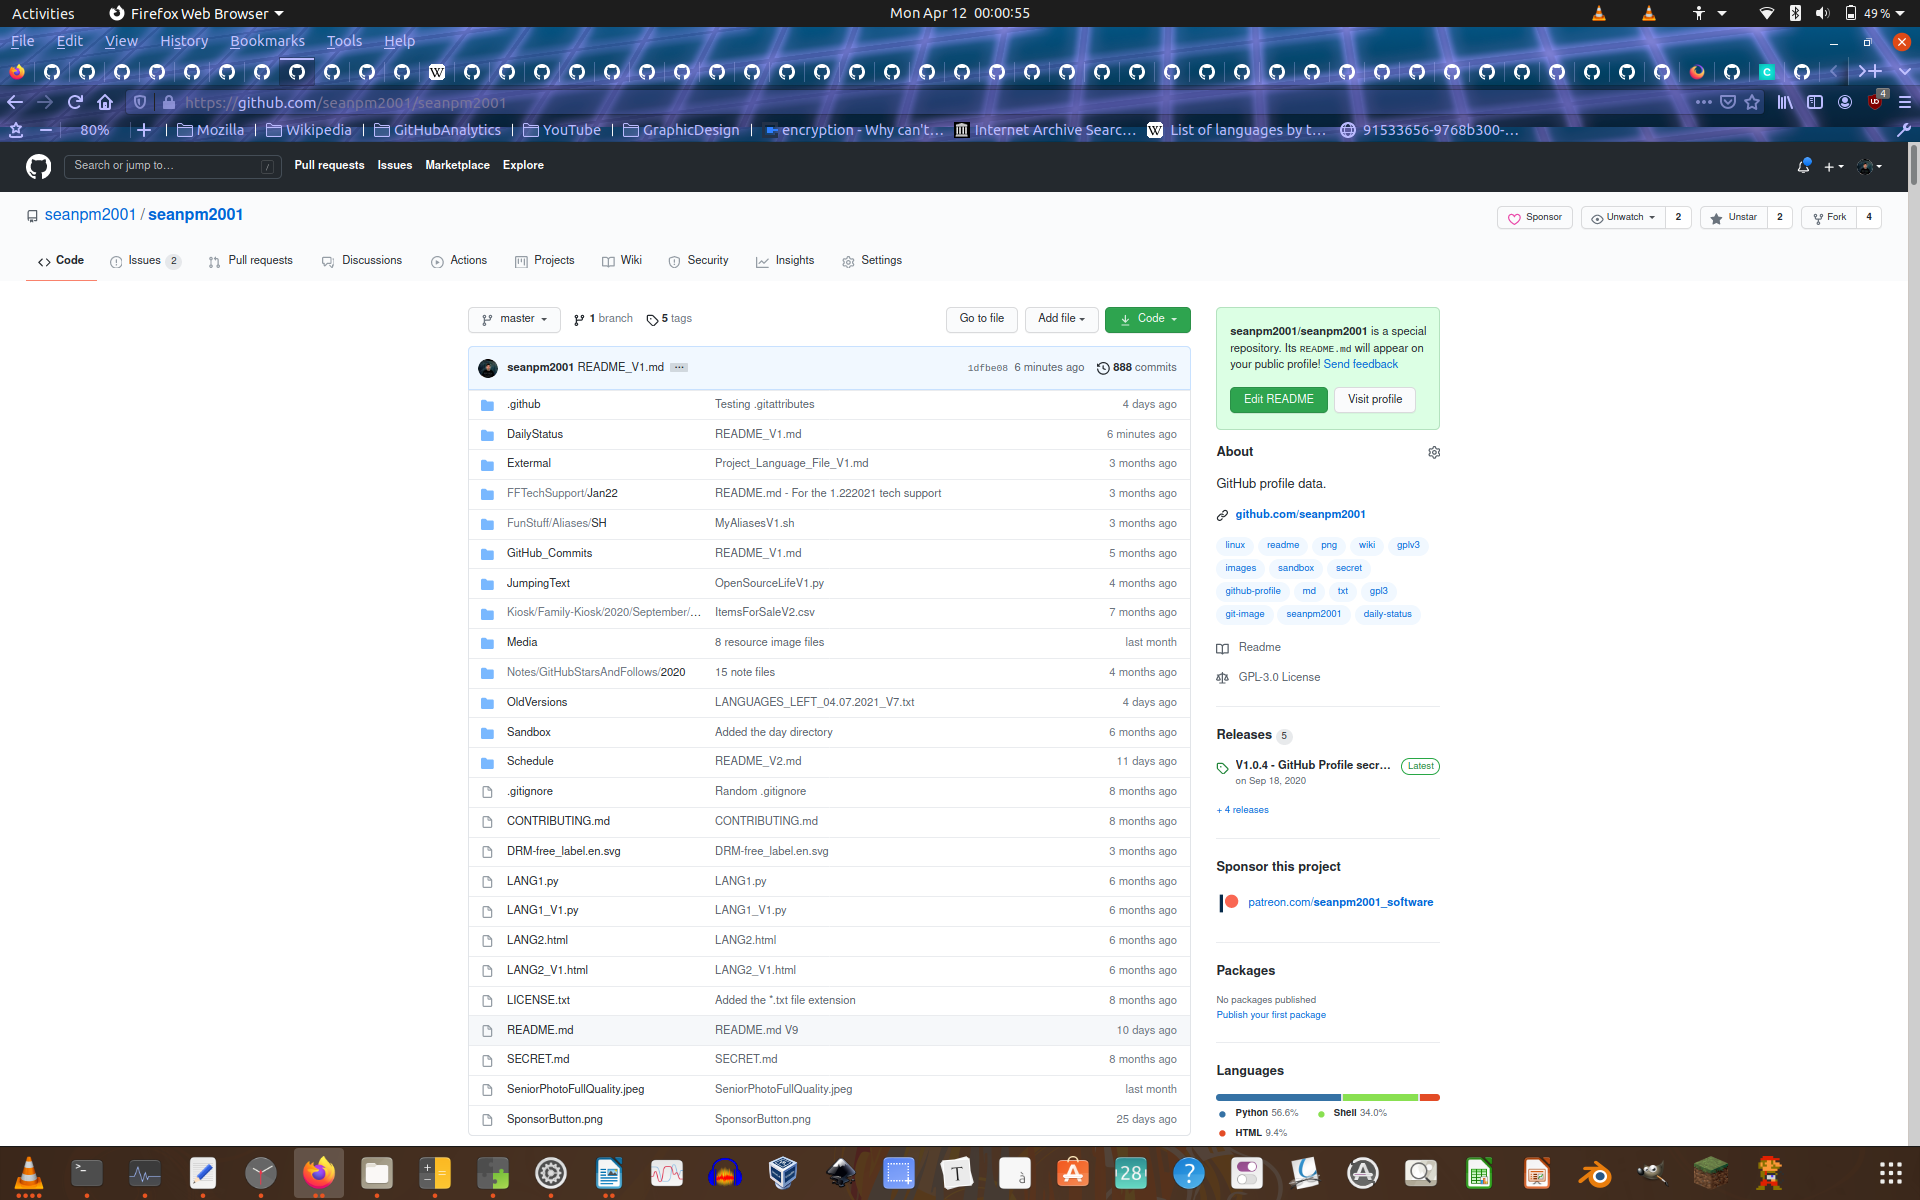 Activities Firefox Web Browser Mon Apr 12 00:00:55 49 %
File Edit View History Bookmarks Tools Help
https://github.com/seanpm2001/seanpm2001 4
80% Mozilla Wikipedia GitHubAnalytics YouTube GraphicDesign encryption - Why can't… Internet Archive Searc… List of languages by t… 91533656-9768b300-…
Search or jump to… / Pull requests Issues Marketplace Explore
seanpm2001 / seanpm2001 Sponsor Unwatch 2 Unstar 2 Fork 4
Code Issues 2 Pull requests Discussions Actions Projects Wiki Security Insights Settings
master 1 branch 5 tags Go to file Add file Code
seanpm2001 README_V1.md ... 1dfbe08 6 minutes ago 888 commits
.github Testing .gitattributes 4 days ago
DailyStatus README_V1.md 6 minutes ago
Extermal Project_Language_File_V1.md 3 months ago
FFTechSupport/Jan22 README.md - For the 1.222021 tech support 3 months ago
FunStuff/Aliases/SH MyAliasesV1.sh 3 months ago
GitHub_Commits README_V1.md 5 months ago
JumpingText OpenSourceLifeV1.py 4 months ago
Kiosk/Family-Kiosk/2020/September/… ItemsForSaleV2.csv 7 months ago
Media 8 resource image files last month
Notes/GitHubStarsAndFollows/2020 15 note files 4 months ago
OldVersions LANGUAGES_LEFT_04.07.2021_V7.txt 4 days ago
Sandbox Added the day directory 6 months ago
Schedule README_V2.md 11 days ago
.gitignore Random .gitignore 8 months ago
CONTRIBUTING.md CONTRIBUTING.md 8 months ago
DRM-free_label.en.svg DRM-free_label.en.svg 3 months ago
LANG1.py LANG1.py 6 months ago
LANG1_V1.py LANG1_V1.py 6 months ago
LANG2.html LANG2.html 6 months ago
LANG2_V1.html LANG2_V1.html 6 months ago
LICENSE.txt Added the *.txt file extension 8 months ago
README.md README.md V9 10 days ago
SECRET.md SECRET.md 8 months ago
SeniorPhotoFullQuality.jpeg SeniorPhotoFullQuality.jpeg last month
SponsorButton.png SponsorButton.png 25 days ago
seanpm2001/seanpm2001 is a special
repository. Its README.md will appear on
your public profile! Send feedback
Edit README Visit profile
About
GitHub profile data.
github.com/seanpm2001
linux readme png wiki gplv3
images sandbox secret
github-profile md txt gpl3
git-image seanpm2001 daily-status
Readme
GPL-3.0 License
Releases 5
V1.0.4 - GitHub Profile secr... Latest
on Sep 18, 2020
+ 4 releases
Sponsor this project
patreon.com/seanpm2001_software
Packages
No packages published
Publish your first package
Languages
Python 56.6% Shell 34.0%
HTML 9.4%